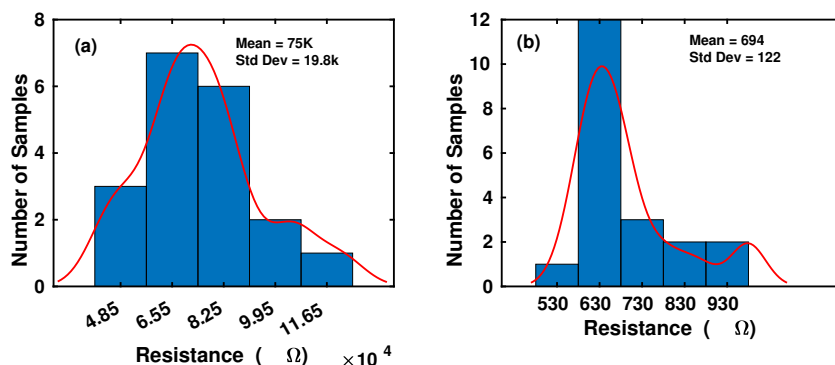 (a)
Mean = 75K
Std Dev = 19.8k
Number of Samples
8
6
4
2
0
4.85 6.55 8.25 9.95 11.65
Resistance ( Ω) ×10 4
(b)
Mean = 694
Std Dev = 122
Number of Samples
12
10
8
6
4
2
0
530 630 730 830 930
Resistance ( Ω)